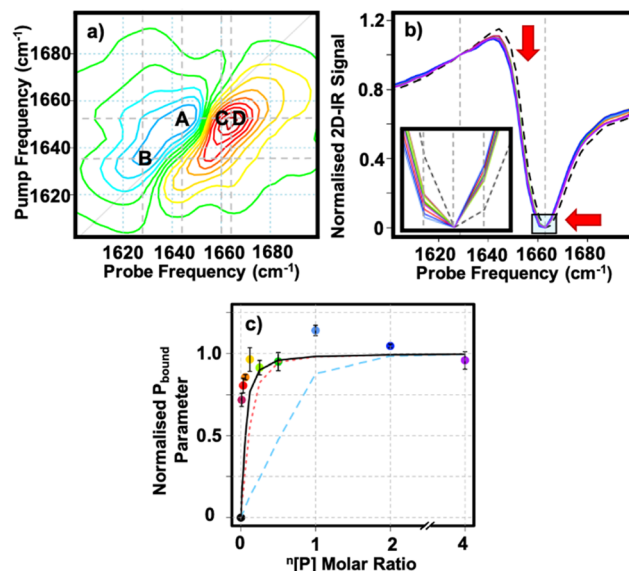 a)
Pump Frequency (cm⁻¹)
1680
1660
1640
1620
A
B
C D
1620 1640 1660 1680
Probe Frequency (cm⁻¹)
b)
Normalised 2D-IR Signal
1.2
0.8
0.4
0
1620 1640 1660 1680
Probe Frequency (cm⁻¹)
c)
Normalised P_bound
Parameter
1.0
0.5
0
0 1 2 4
ⁿ[P] Molar Ratio